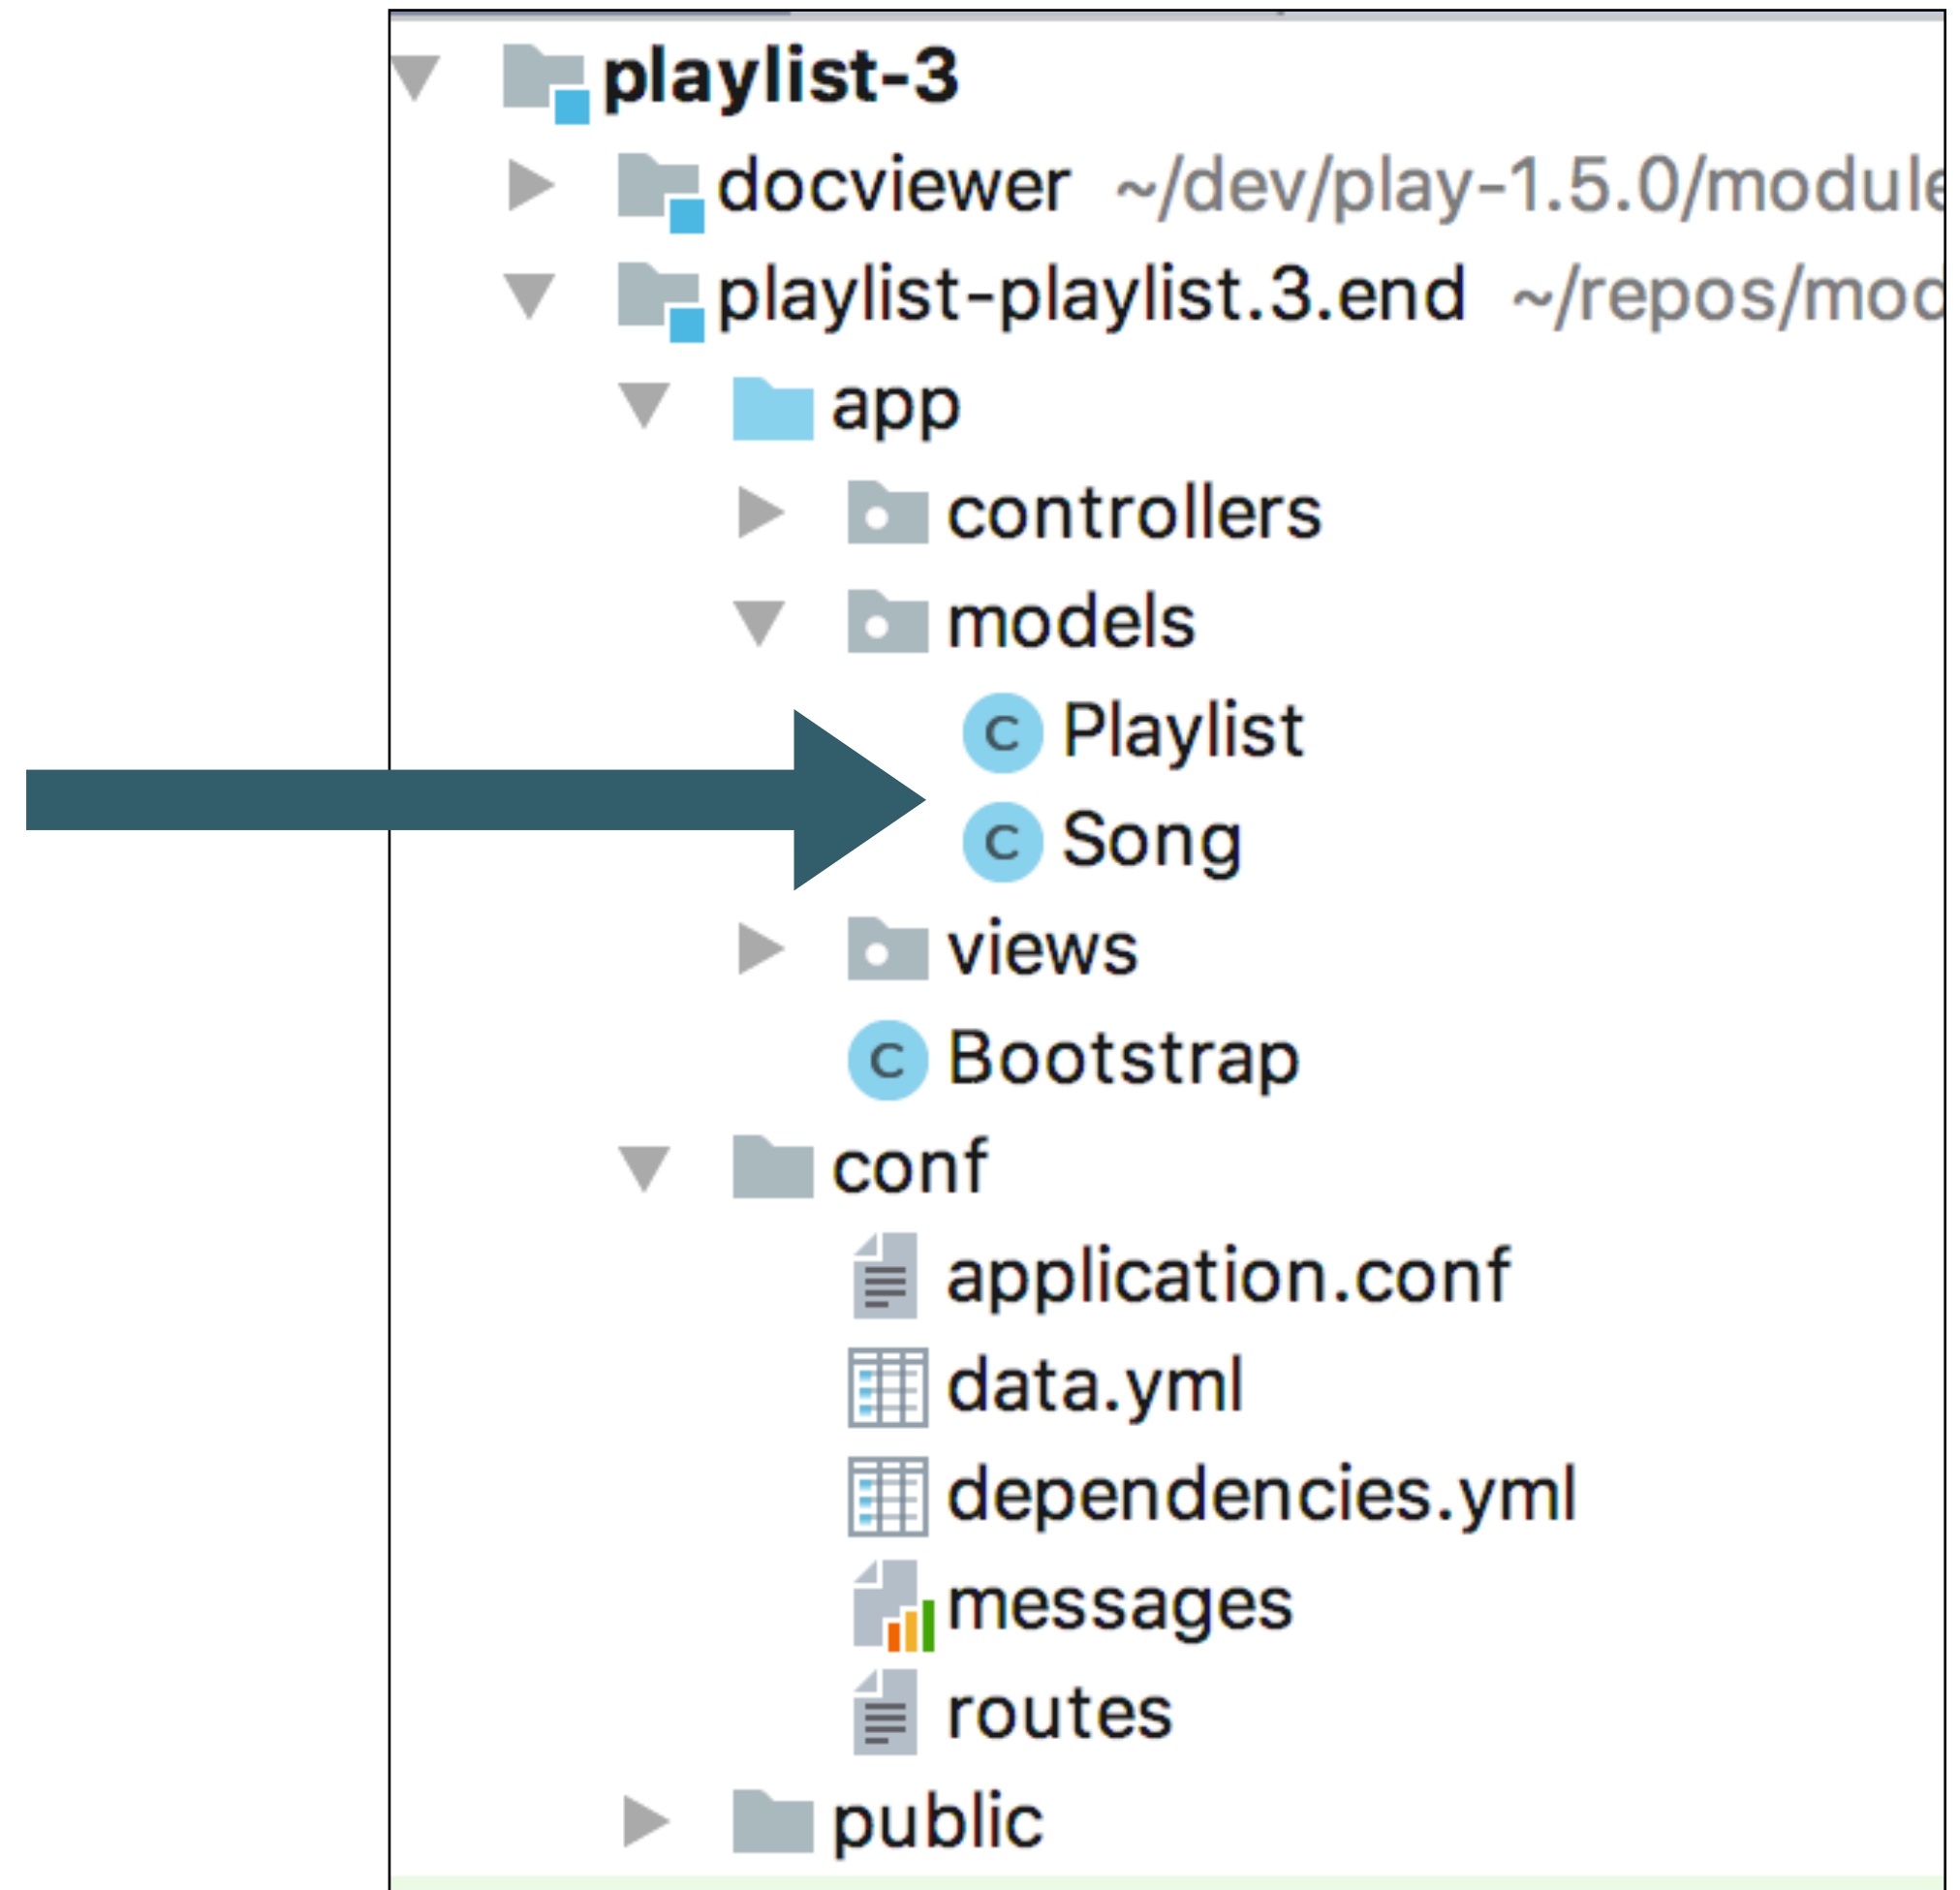 playlist-3
docviewer ~/dev/play-1.5.0/module
playlist-playlist.3.end ~/repos/mod
app
controllers
models
C Playlist
C Song
views
C Bootstrap
conf
application.conf
data.yml
dependencies.yml
messages
routes
public